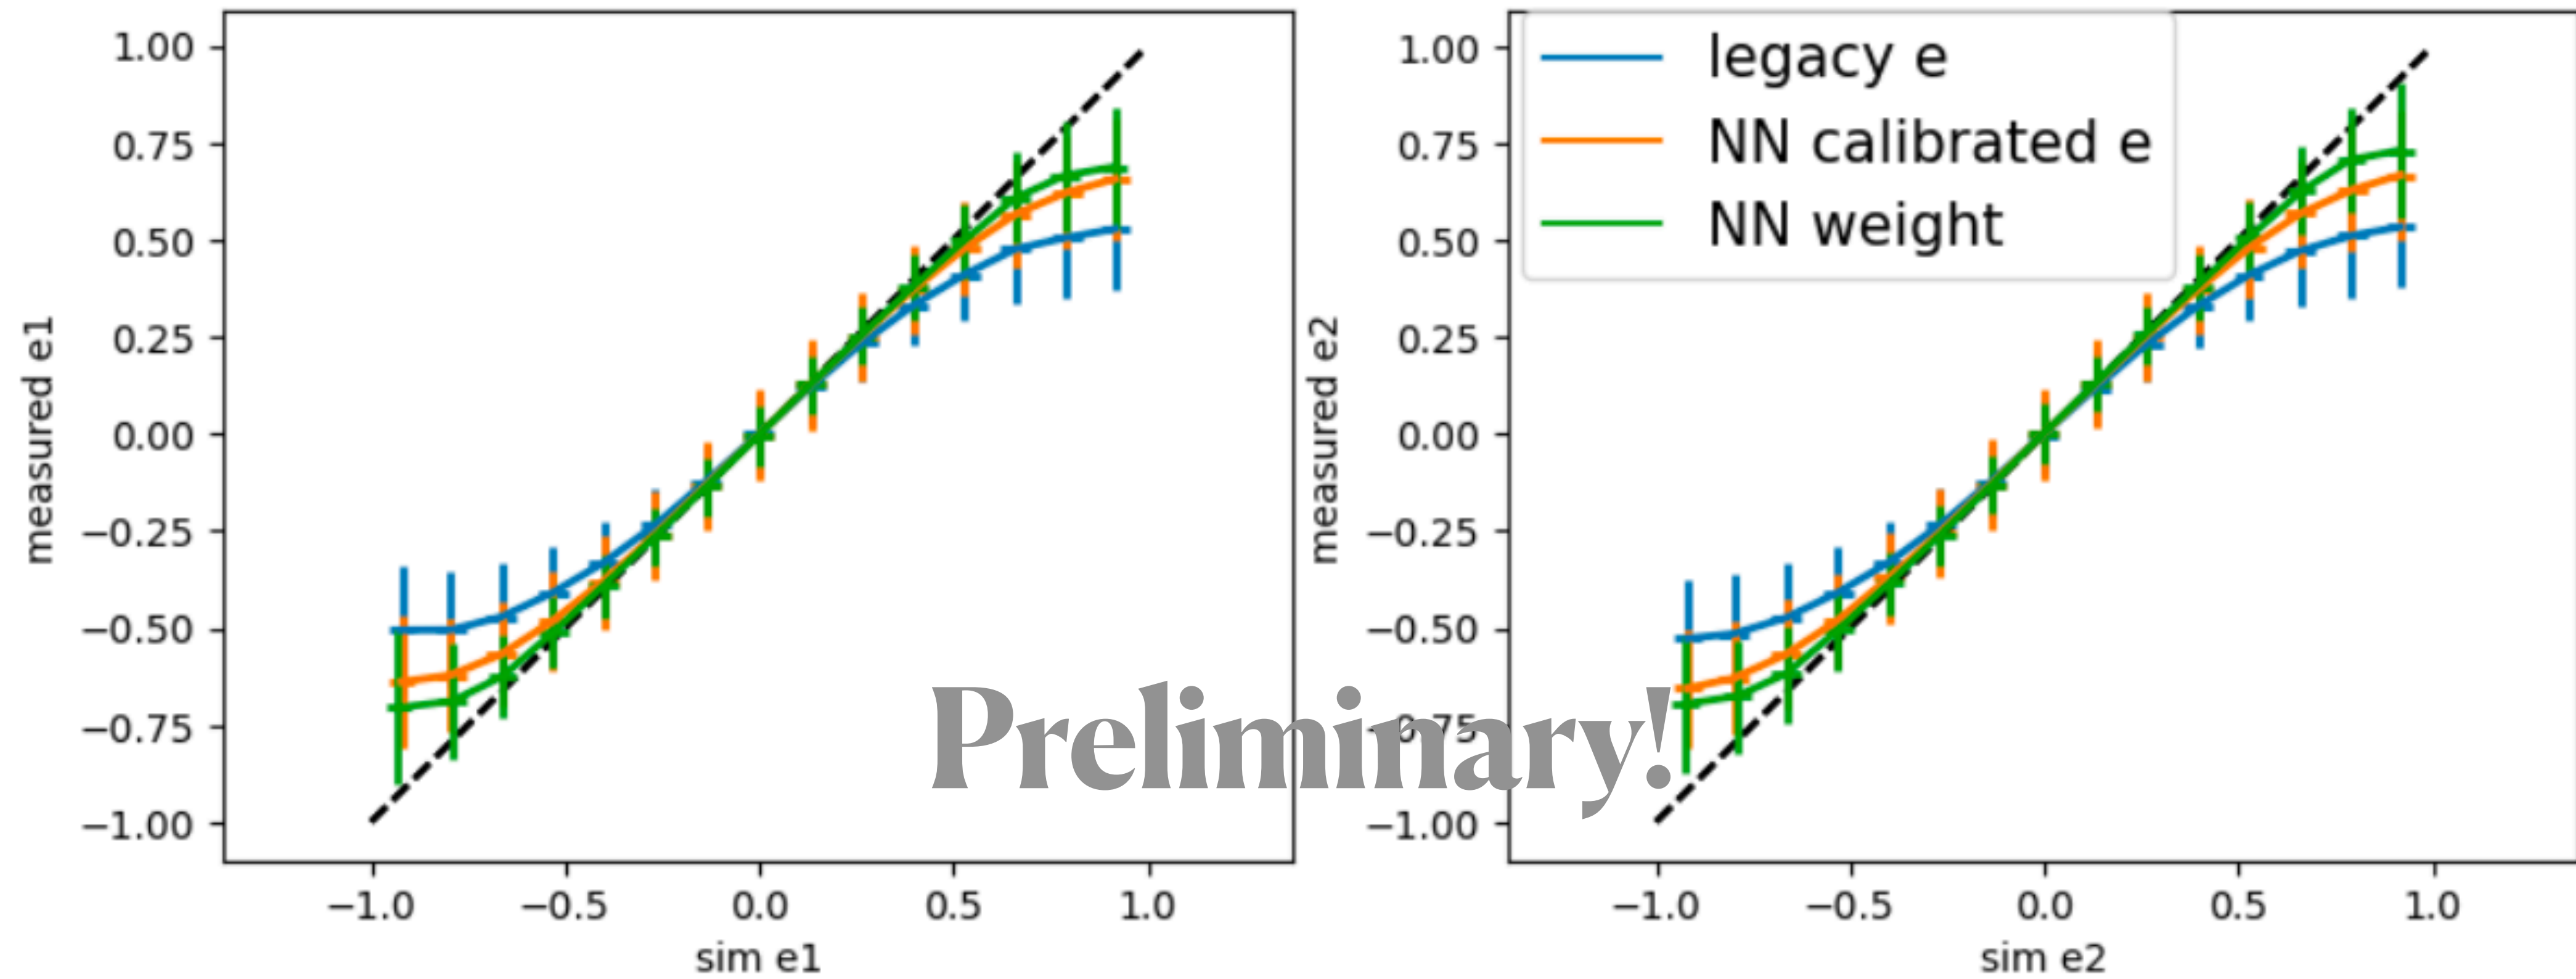 1.00
0.75
0.50
0.25
0.00
−0.25
−0.50
−0.75
−1.00
measured e1
−1.0 −0.5 0.0 0.5 1.0
sim e1
legacy e
NN calibrated e
NN weight
1.00
0.75
0.50
0.25
0.00
−0.25
−0.50
−0.75
−1.00
measured e2
−1.0 −0.5 0.0 0.5 1.0
sim e2
Preliminary!